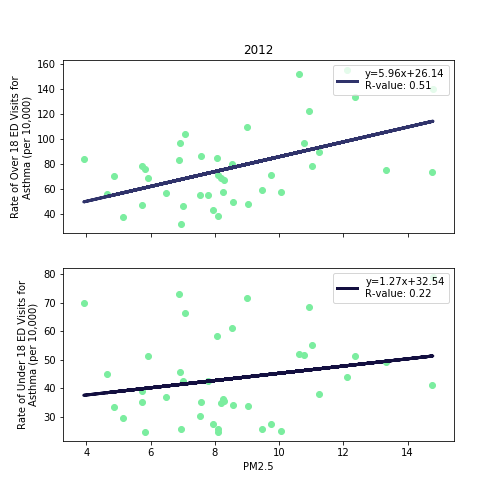 2012
Rate of Over 18 ED Visits for
Asthma (per 10,000)
160
140
120
100
80
60
40
y=5.96x+26.14
R-value: 0.51
Rate of Under 18 ED Visits for
Asthma (per 10,000)
80
70
60
50
40
30
y=1.27x+32.54
R-value: 0.22
4
6
8
10
12
14
PM2.5